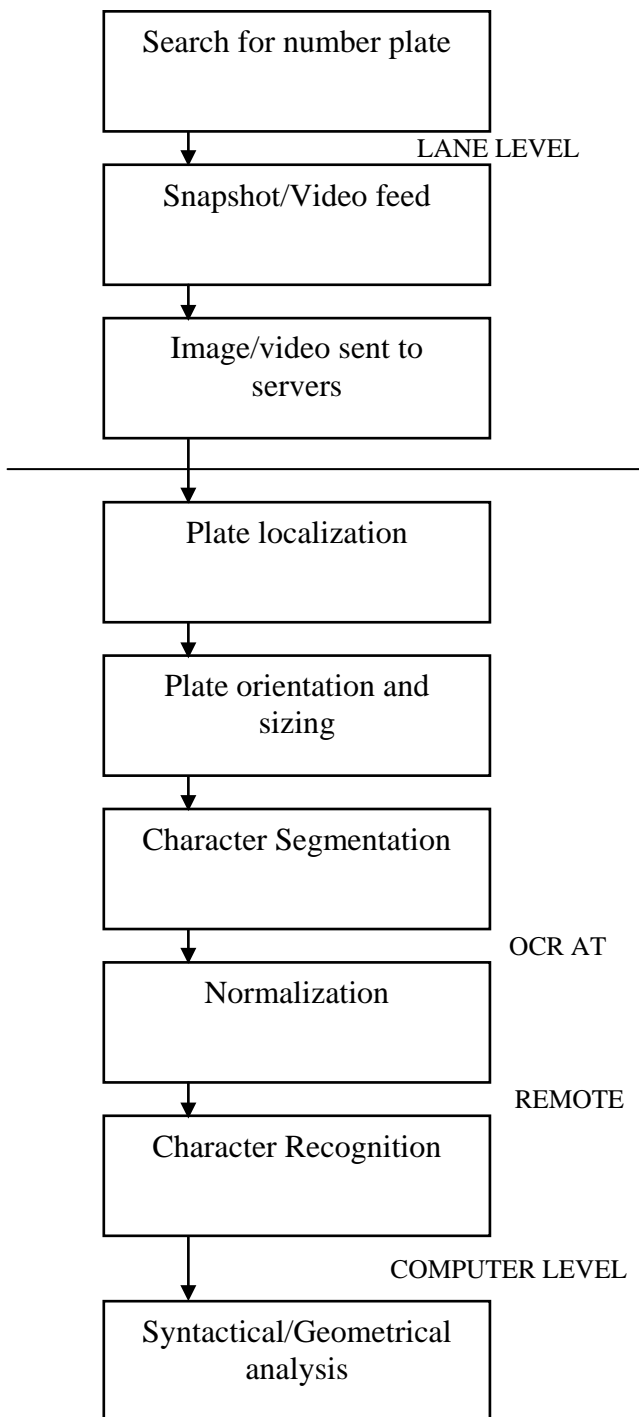 Search for number plate
LANE LEVEL
Snapshot/Video feed
Image/video sent to
servers
Plate localization
Plate orientation and
sizing
Character Segmentation
OCR AT
Normalization
REMOTE
Character Recognition
COMPUTER LEVEL
Syntactical/Geometrical
analysis